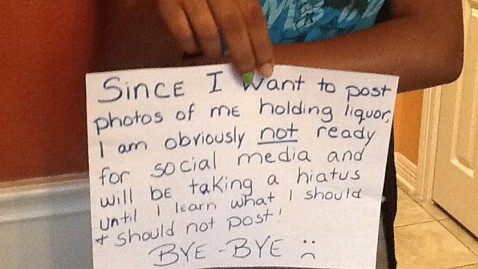 SINCE I Want to post
photos of me holding liquor,
I am obviously not ready
for social media and
will be taking a hiatus
until I learn what I should
+ should not post!
BYE-BYE :(